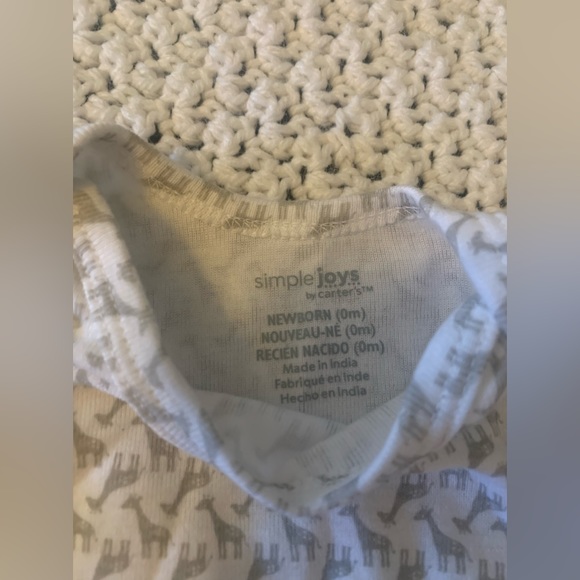 simple joys
by carter's™
NEWBORN (0m)
NOUVEAU-NÉ (0m)
RECIÉN NACIDO (0m)
Made in India
Fabriqué en Inde
Hecho en India